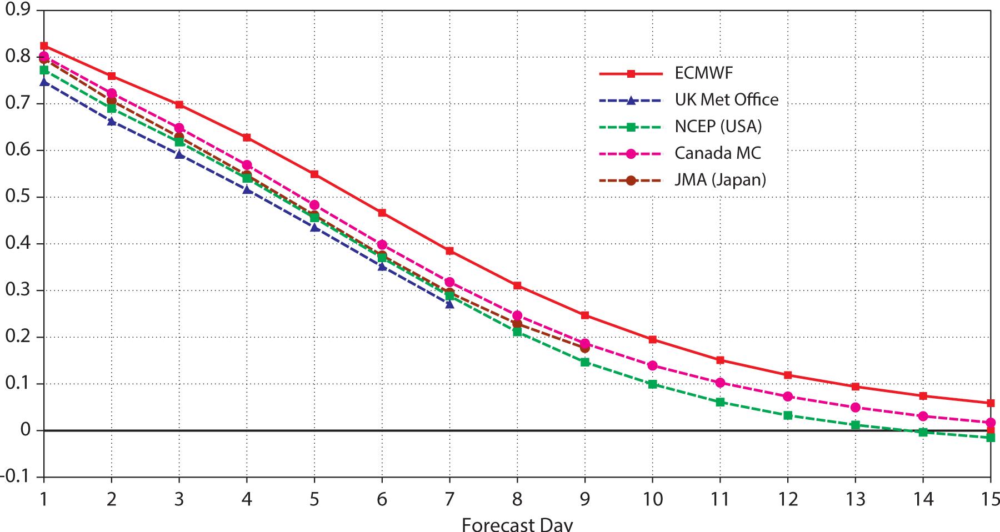 0.9
0.8
0.7
0.6
0.5
0.4
0.3
0.2
0.1
0
-0.1
ECMWF
UK Met Office
NCEP (USA)
Canada MC
JMA (Japan)
1 2 3 4 5 6 7 8 9 10 11 12 13 14 15
Forecast Day